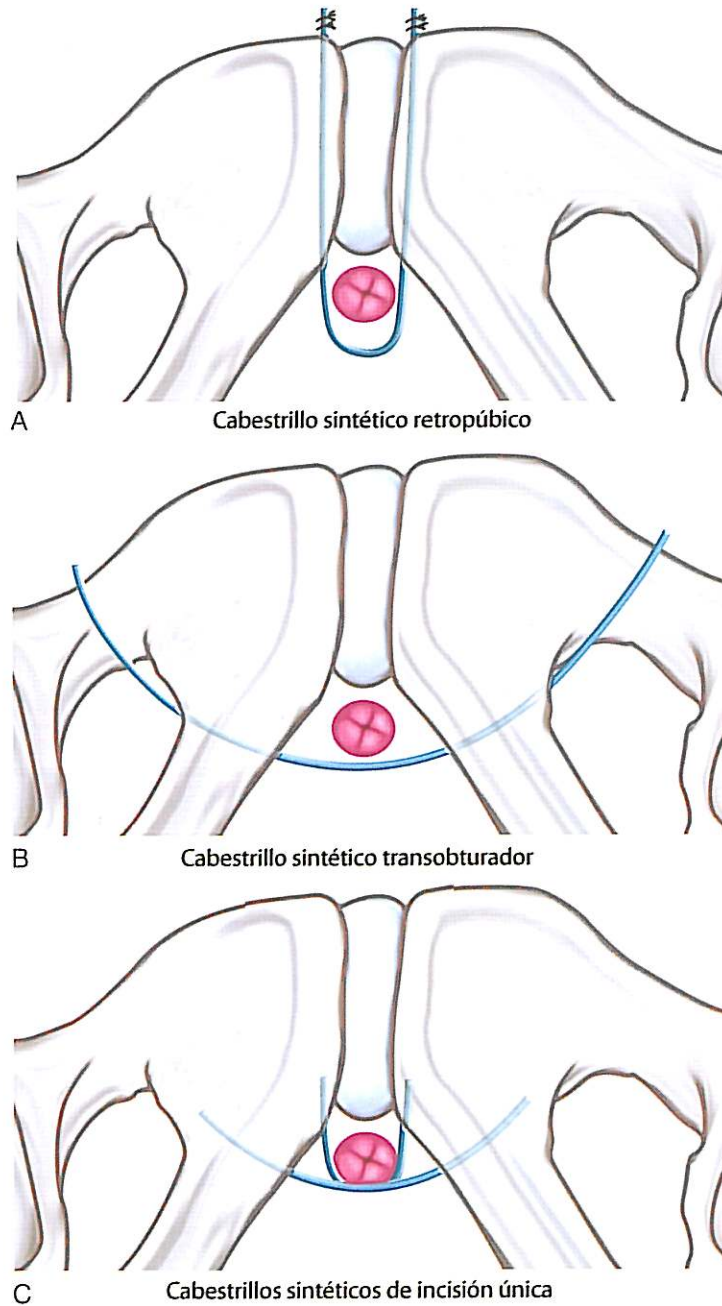 A
Cabestrillo sintético retropúbico
B
Cabestrillo sintético transobturador
C
Cabestrillos sintéticos de incisión única